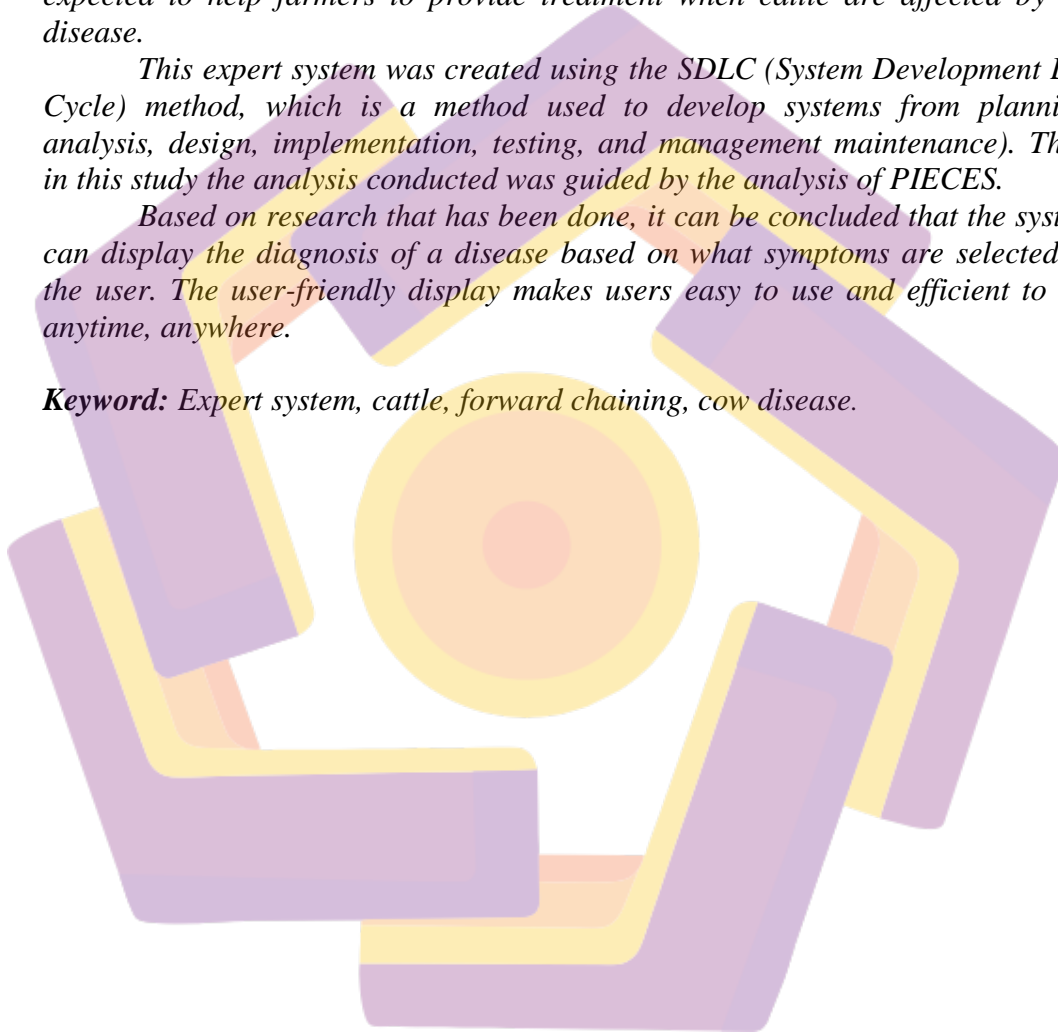 expected to help farmers to provide treatment when cattle are affected by
disease.
This expert system was created using the SDLC (System Development
Cycle) method, which is a method used to develop systems from
analysis, design, implementation, testing, and management maintenance).
in this study the analysis conducted was guided by the analysis of PIECES.
Based on research that has been done, it can be concluded that the
can display the diagnosis of a disease based on what symptoms are selected
the user. The user-friendly display makes users easy to use and efficient to
anytime, anywhere.
Keyword: Expert system, cattle, forward chaining, cow disease.